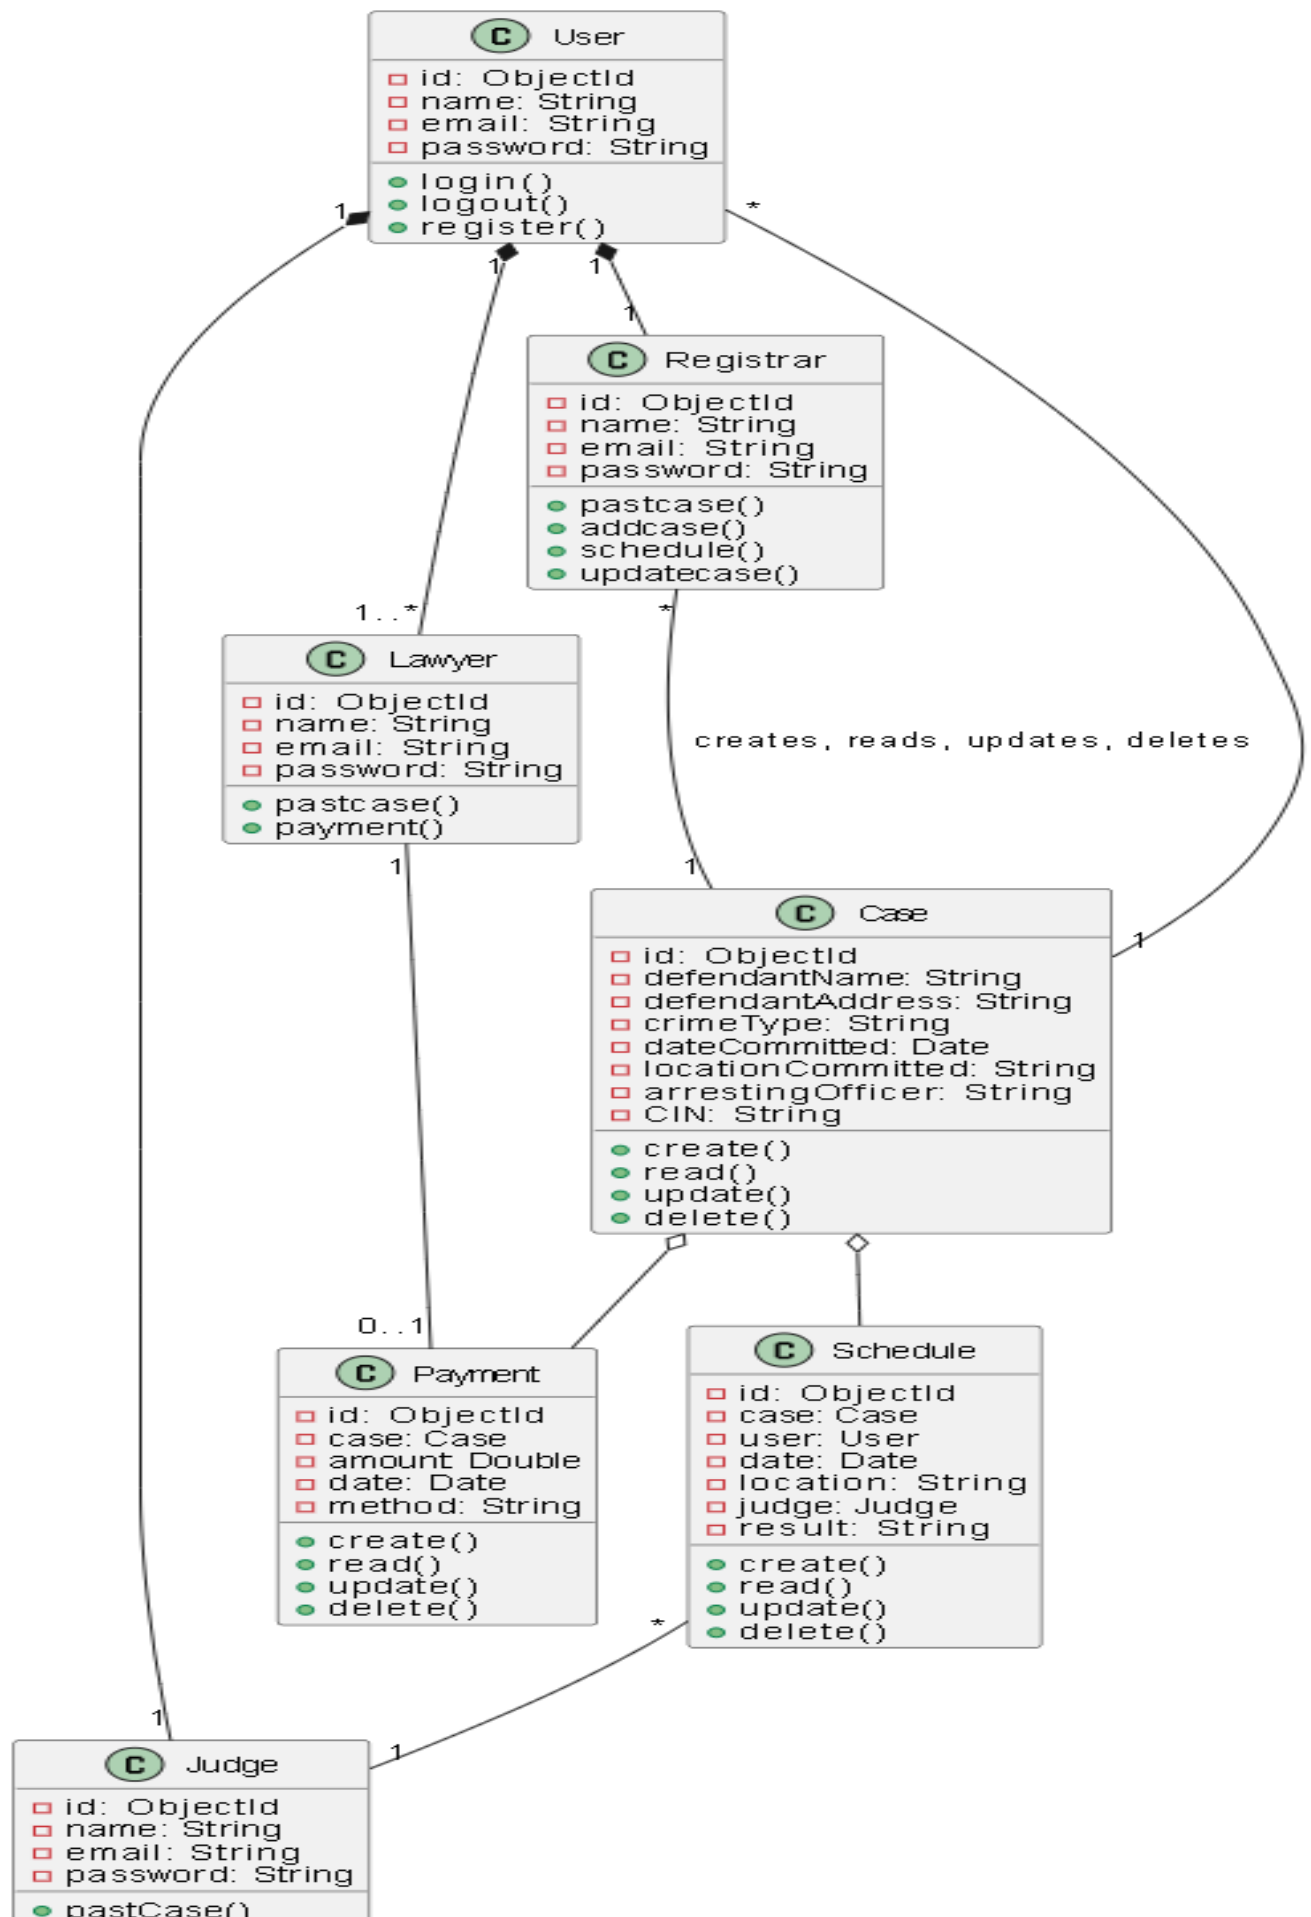 C User
id: ObjectId
name: String
email: String
password: String
login()
logout()
register()
1
*
1
1
1
C Registrar
id: ObjectId
name: String
email: String
password: String
pastcase()
addcase()
schedule()
updatecase()
1..*
*
C Lawyer
id: ObjectId
name: String
email: String
password: String
pastcase()
payment()
creates, reads, updates, deletes
1
1
C Case
id: ObjectId
defendantName: String
defendantAddress: String
crimeType: String
dateCommitted: Date
locationCommitted: String
arrestingOfficer: String
CIN: String
create()
read()
update()
delete()
1
0..1
C Payment
id: ObjectId
case: Case
amount Double
date: Date
method: String
create()
read()
update()
delete()
C Schedule
id: ObjectId
case: Case
user: User
date: Date
location: String
judge: Judge
result: String
create()
read()
update()
delete()
*
1
1
C Judge
id: ObjectId
name: String
email: String
password: String
pastCase()